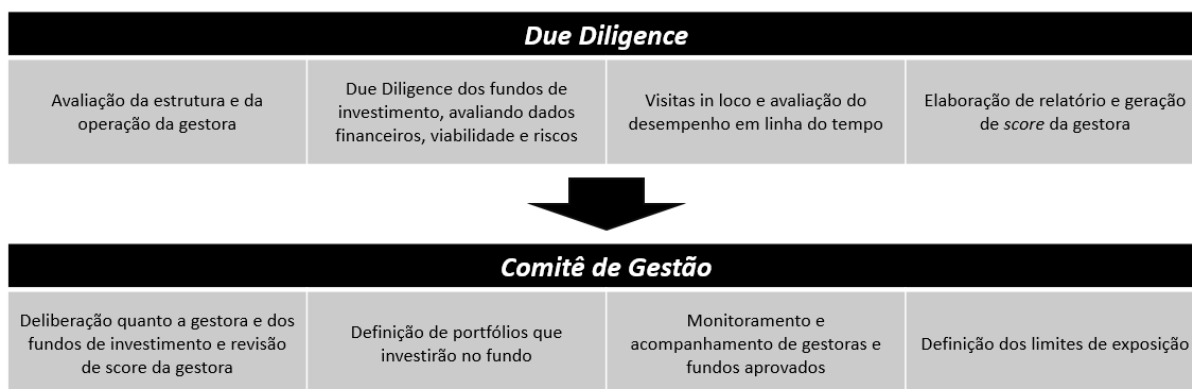 Due Diligence
Avaliação da estrutura e da
operação da gestora
Due Diligence dos fundos de
investimento, avaliando dados
financeiros, viabilidade e riscos
Visitas in loco e avaliação do
desempenho em linha do tempo
Elaboração de relatório e geração
de score da gestora
Comitê de Gestão
Deliberação quanto a gestora e dos
fundos de investimento e revisão
de score da gestora
Definição de portfólios que
investirão no fundo
Monitoramento e
acompanhamento de gestoras e
fundos aprovados
Definição dos limites de exposição